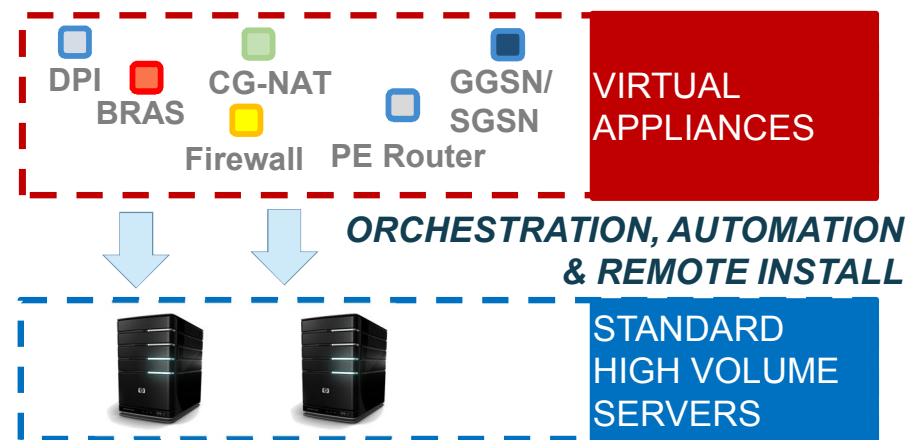 DPI
BRAS
CG-NAT
Firewall
PE Router
GGSN/
SGSN
VIRTUAL
APPLIANCES
ORCHESTRATION, AUTOMATION
& REMOTE INSTALL
STANDARD
HIGH VOLUME
SERVERS